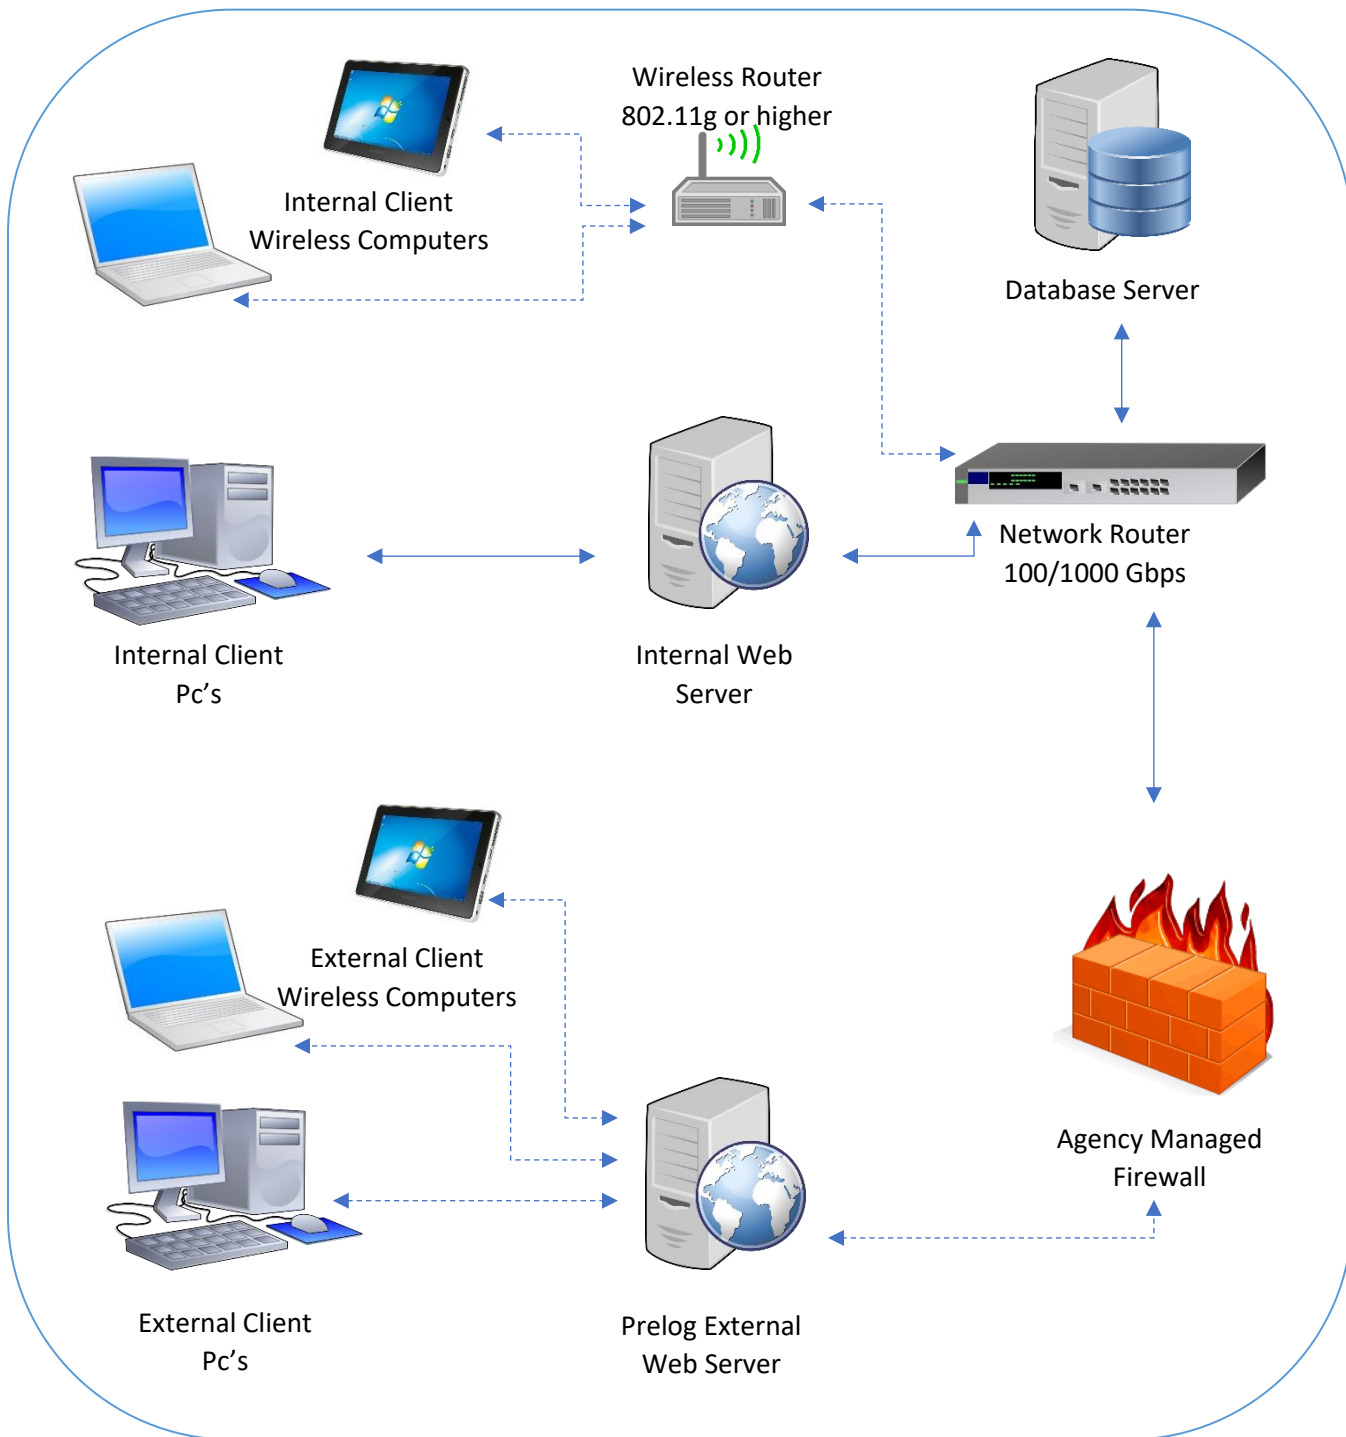 Wireless Router
802.11g or higher
Internal Client
Wireless Computers
Database Server
Network Router
100/1000 Gbps
Internal Client
Pc’s
Internal Web
Server
External Client
Wireless Computers
Agency Managed
Firewall
External Client
Pc’s
Prelog External
Web Server